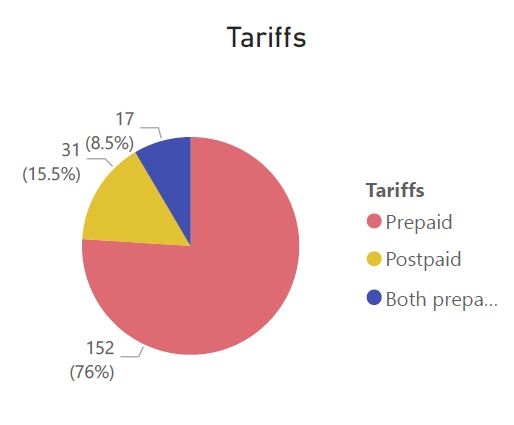 Tariffs
17
(8.5%)
31
(15.5%)
152
(76%)
Tariffs
Prepaid
Postpaid
Both prepa...